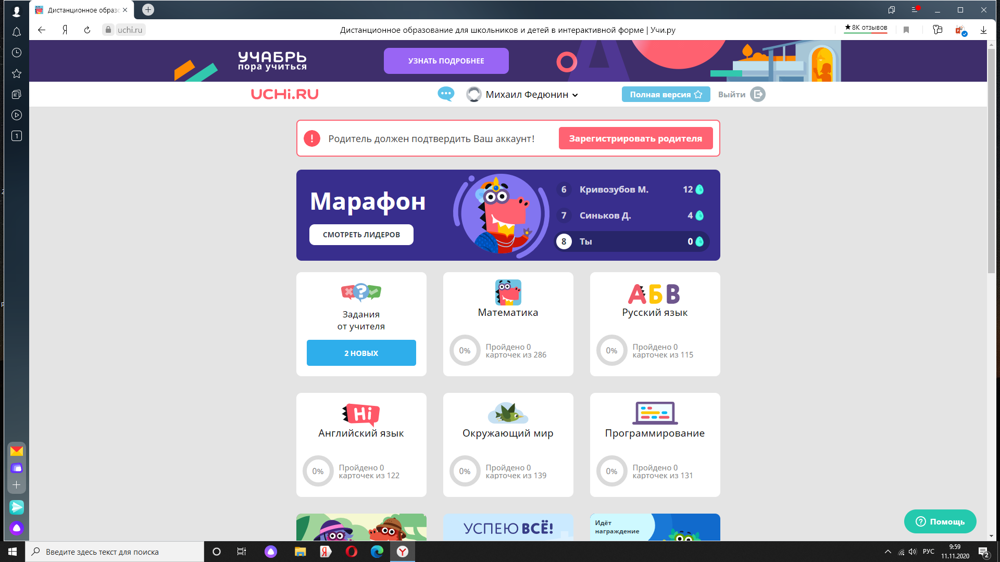 Дистанционное образо
uchi.ru
Дистанционное образование для школьников и детей в интерактивной форме | Учи.ру
★8K отзывов
1
УЧАБРЬ
пора учиться
УЗНАТЬ ПОДРОБНЕЕ
UCHi.RU
Михаил Федюнин
Полная версия
Выйти
! Родитель должен подтвердить Ваш аккаунт!
Зарегистрировать родителя
Марафон
СМОТРЕТЬ ЛИДЕРОВ
6 Кривозубов М. 12
7 Синьков Д. 4
8 Ты 0
Задания
от учителя
2 НОВЫХ
Математика
0%
Пройдено 0
карточек из 286
АБВ
Русский язык
0%
Пройдено 0
карточек из 115
Hi
Английский язык
0%
Пройдено 0
карточек из 122
Окружающий мир
0%
Пройдено 0
карточек из 139
Программирование
0%
Пройдено 0
карточек из 131
УСПЕЮ ВСЁ!
Идёт
награждение
? Помощь
Введите здесь текст для поиска
РУС
9:59
11.11.2020
2